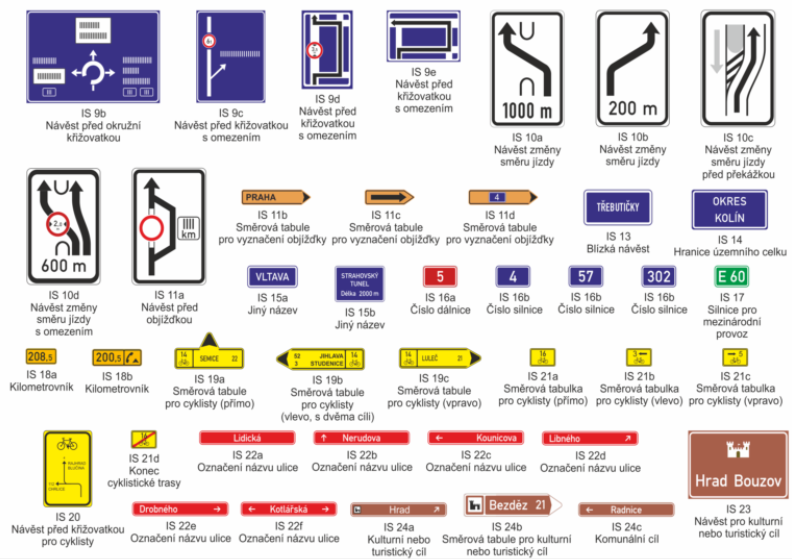 IS 9b
Návěst před okružní
křižovatkou
IS 9c
Návěst před křižovatkou
s omezením
IS 9d
Návěst před
křižovatkou
s omezením
IS 9e
Návěst před
křižovatkou
s omezením
1000 m
IS 10a
Návěst změny
směru jízdy
200 m
IS 10b
Návěst změny
směru jízdy
IS 10c
Návěst změny
směru jízdy
před překážkou
600 m
IS 10d
Návěst změny
směru jízdy
s omezením
km
IS 11a
Návěst před
objížďkou
PRAHA
IS 11b
Směrová tabule
pro vyznačení objížďky
IS 11c
Směrová tabule
pro vyznačení objížďky
4
IS 11d
Směrová tabule
pro vyznačení objížďky
TŘEBUTIČKY
IS 13
Blízká návěst
OKRES
KOLÍN
IS 14
Hranice územního celku
VLTAVA
IS 15a
Jiný název
STRAHOVSKÝ
TUNEL
Délka 2000 m
IS 15b
Jiný název
5
IS 16a
Číslo dálnice
4
IS 16b
Číslo silnice
57
IS 16b
Číslo silnice
302
IS 16b
Číslo silnice
E 60
IS 17
Silnice pro
mezinárodní
provoz
208,5
IS 18a
Kilometrovník
200,5
IS 18b
Kilometrovník
14 SENICE 22
IS 19a
Směrová tabule
pro cyklisty (přímo)
52 JIHLAVA 14
3 STUDENICE
IS 19b
Směrová tabule
pro cyklisty
(vlevo, s dvěma cíli)
14 LULEČ 21
IS 19c
Směrová tabule
pro cyklisty (vpravo)
16
IS 21a
Směrová tabulka
pro cyklisty (přímo)
3
IS 21b
Směrová tabulka
pro cyklisty (vlevo)
5
IS 21c
Směrová tabulka
pro cyklisty (vpravo)
IS 20
Návěst před křižovatkou
pro cyklisty
IS 21d
Konec
cyklistické trasy
Lidická
IS 22a
Označení názvu ulice
Nerudova
IS 22b
Označení názvu ulice
Kounicova
IS 22c
Označení názvu ulice
Libného
IS 22d
Označení názvu ulice
Drobného
IS 22e
Označení názvu ulice
Kotlářská
IS 22f
Označení názvu ulice
Hrad
IS 24a
Kulturní nebo
turistický cíl
Bezděz 21
IS 24b
Směrová tabule pro kulturní
nebo turistický cíl
Radnice
IS 24c
Komunální cíl
Hrad Bouzov
IS 23
Návěst pro kulturní
nebo turistický cíl